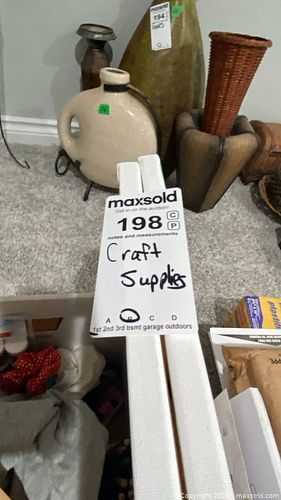 maxsold
194
maxsold
Get in on the auction!
198 C
P
notes and measurements
Craft
Supplies
A B C D
1st 2nd 3rd bsmt garage outdoors
Copyright
maxsold.com